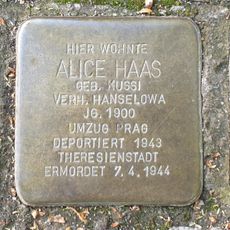 HIER WOHNTE
ALICE HAAS
GEB. KUSSI
VERH. HANSELOWA
JG. 1900
UMZUG PRAG
DEPORTIERT 1943
THERESIENSTADT
ERMORDET 7.4.1944